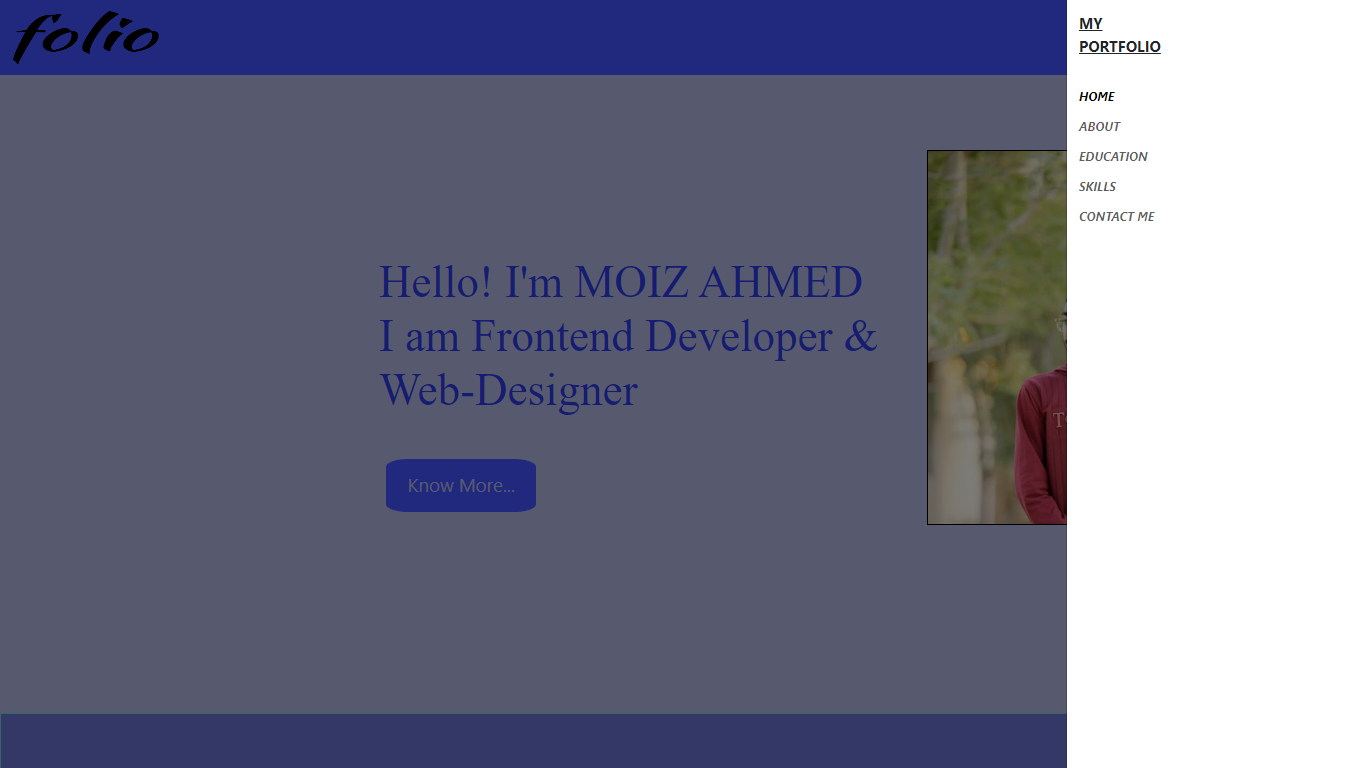 folio
MY
PORTFOLIO
HOME
ABOUT
EDUCATION
SKILLS
CONTACT ME
Hello! I'm MOIZ AHMED
I am Frontend Developer &
Web-Designer
Know More...